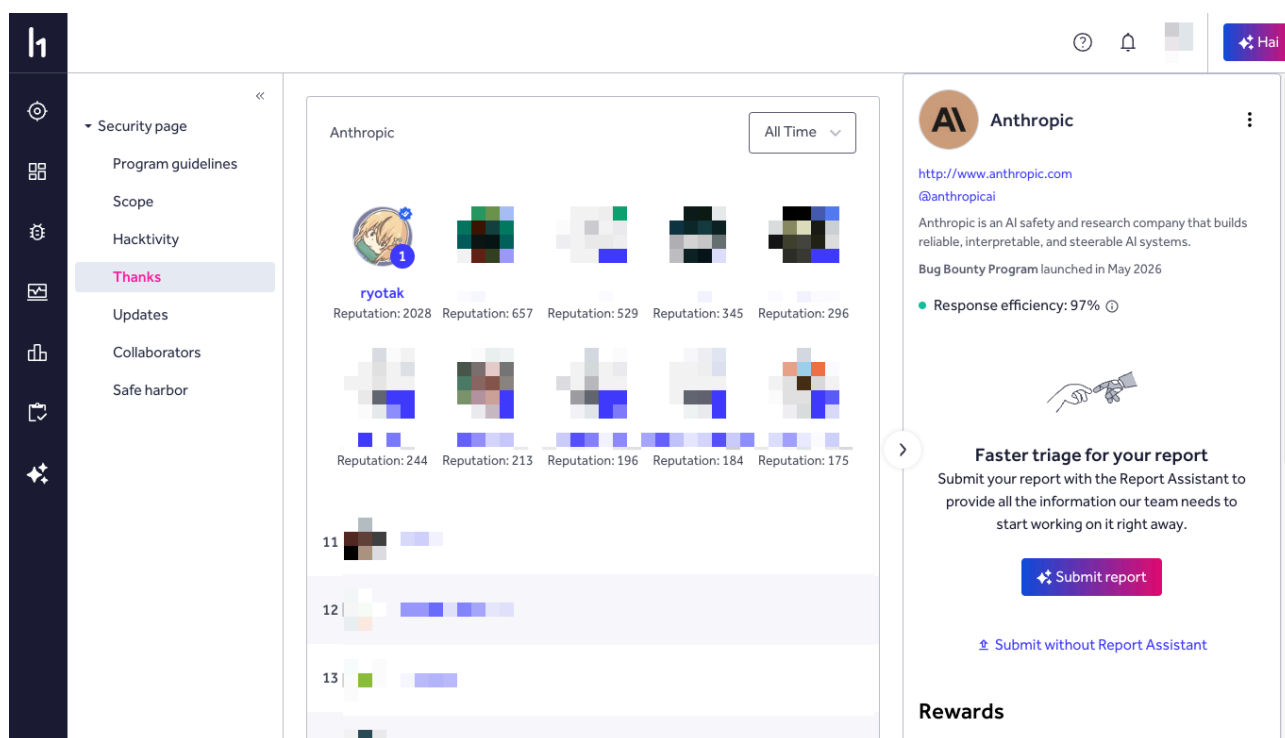 Hai
Security page
Program guidelines
Scope
Hacktivity
Thanks
Updates
Collaborators
Safe harbor
Anthropic
All Time
1
ryotak
Reputation: 2028
Reputation: 657
Reputation: 529
Reputation: 345
Reputation: 296
Reputation: 244
Reputation: 213
Reputation: 196
Reputation: 184
Reputation: 175
11
12
13
Anthropic
http://www.anthropic.com
@anthropicai
Anthropic is an AI safety and research company that builds
reliable, interpretable, and steerable AI systems.
Bug Bounty Program launched in May 2026
Response efficiency: 97%
Faster triage for your report
Submit your report with the Report Assistant to
provide all the information our team needs to
start working on it right away.
Submit report
Submit without Report Assistant
Rewards